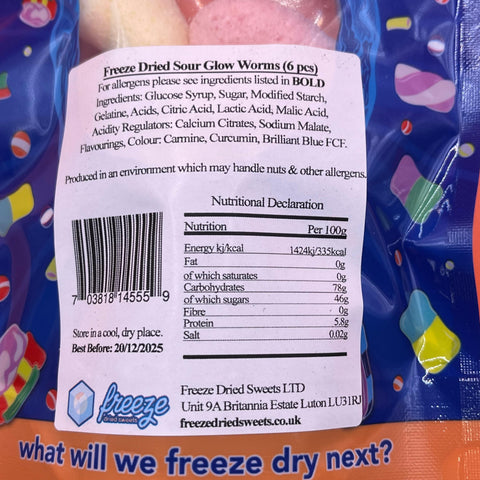 Freeze Dried Sour Glow Worms (6 pcs)
For allergens please see ingredients listed in BOLD
Ingredients: Glucose Syrup, Sugar, Modified Starch,
Gelatine, Acids, Citric Acid, Lactic Acid, Malic Acid,
Acidity Regulators: Calcium Citrates, Sodium Malate,
Flavourings, Colour: Carmine, Curcumin, Brilliant Blue FCF.
Produced in an environment which may handle nuts & other allergens.
Nutritional Declaration
Nutrition Per 100g
Energy kj/kcal 1424kj/335kcal
Fat 0g
of which saturates 0g
Carbohydrates 78g
of which sugars 46g
Fibre 0g
Protein 5.8g
Salt 0.02g
7 03818 14555 9
Store in a cool, dry place.
Best Before: 20/12/2025
freeze
dried sweets
Freeze Dried Sweets LTD
Unit 9A Britannia Estate Luton LU31RJ
freezedriedsweets.co.uk
what will we freeze dry next?